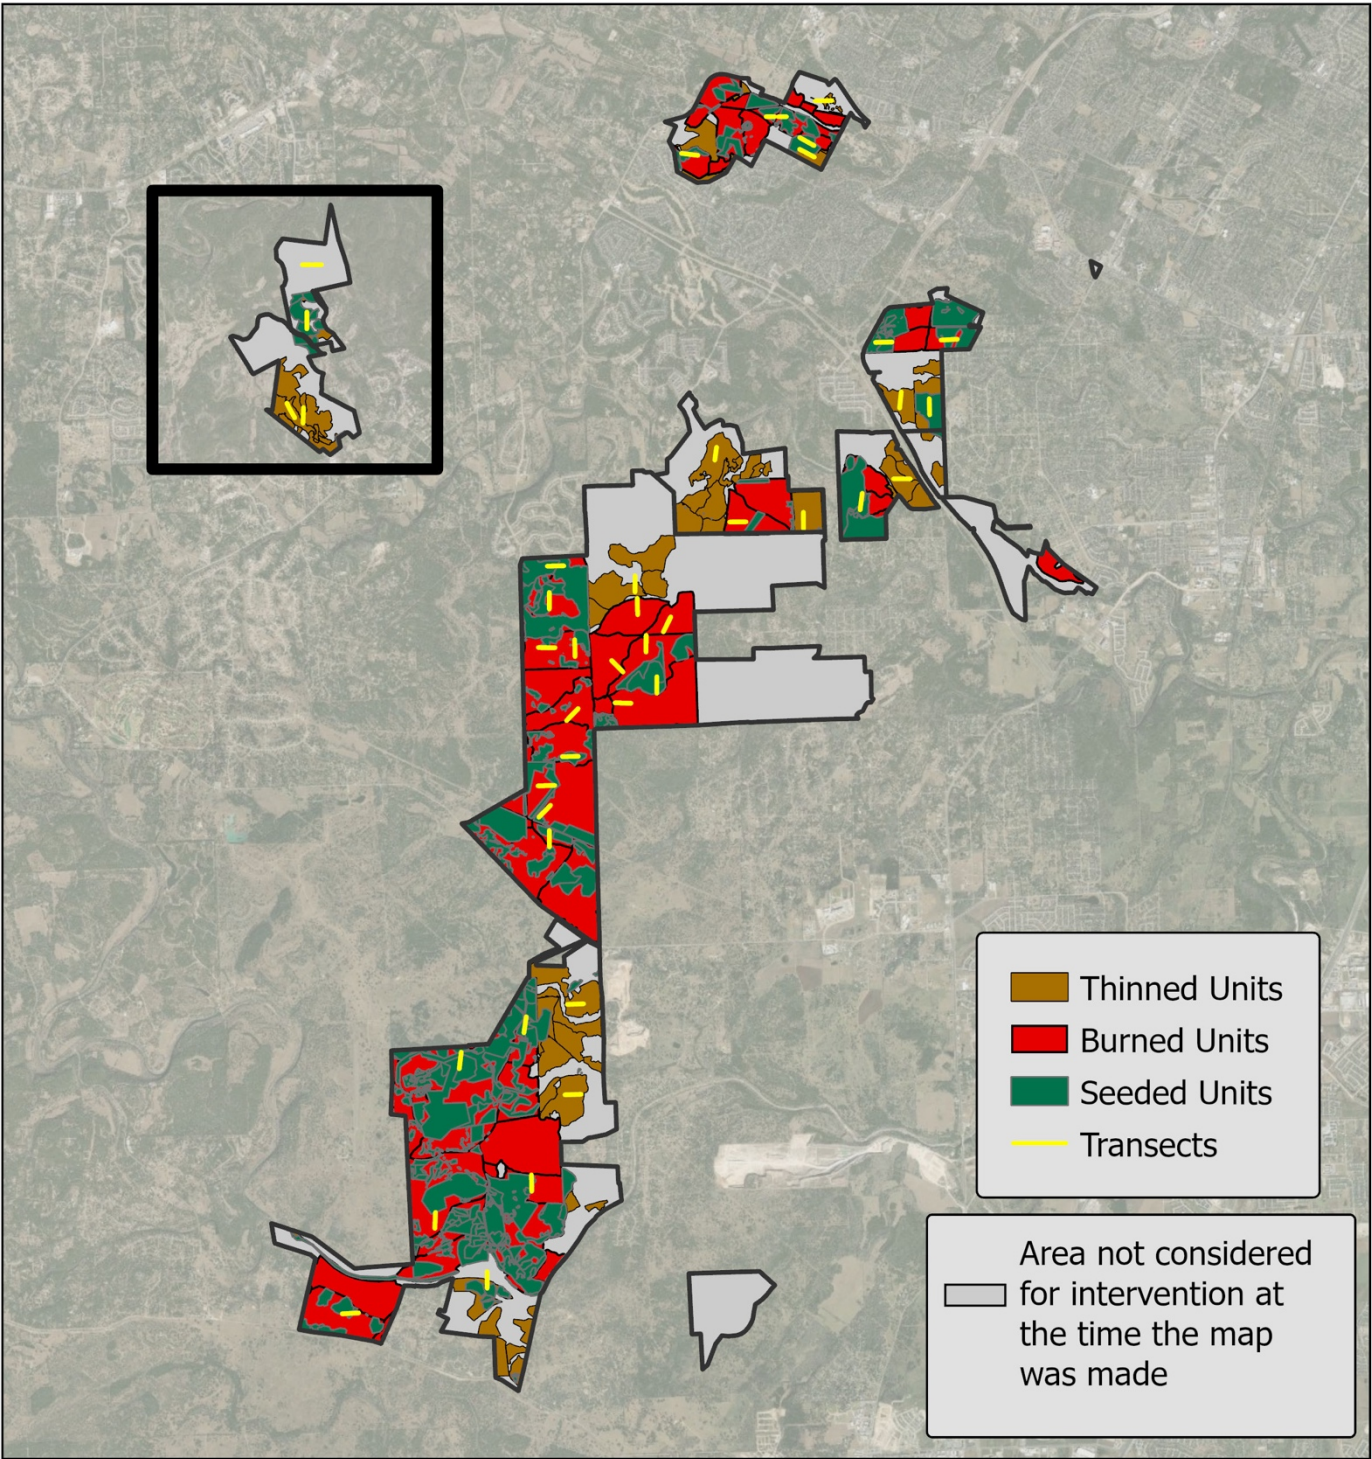 Thinned Units
Burned Units
Seeded Units
Transects
Area not considered
for intervention at
the time the map
was made